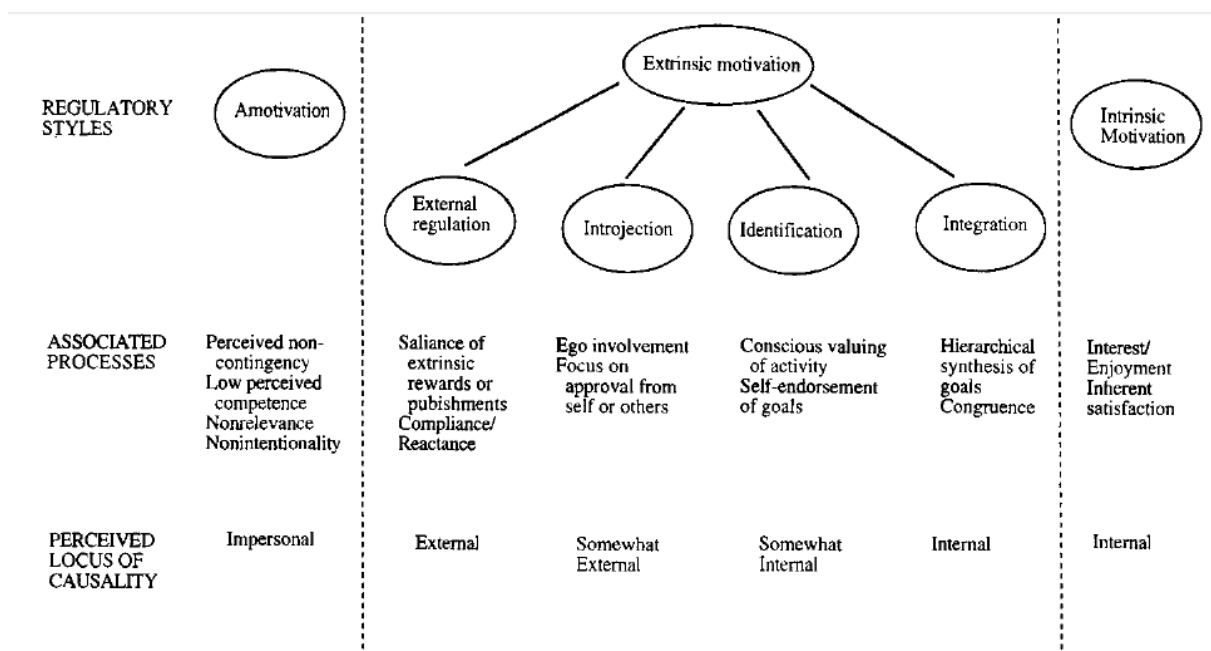 Extrinsic motivation
REGULATORY
STYLES
Amotivation
Intrinsic
Motivation
External
regulation
Introjection
Identification
Integration
ASSOCIATED
PROCESSES
Perceived non-
contingency
Low perceived
competence
Nonrelevance
Nonintentionality
Saliance of
extrinsic
rewards or
pubishments
Compliance/
Reactance
Ego involvement
Focus on
approval from
self or others
Conscious valuing
of activity
Self-endorsement
of goals
Hierarchical
synthesis of
goals
Congruence
Interest/
Enjoyment
Inherent
satisfaction
PERCEIVED
LOCUS OF
CAUSALITY
Impersonal
External
Somewhat
External
Somewhat
Internal
Internal
Internal